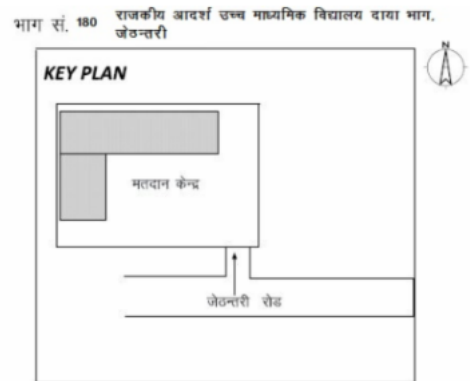 भाग सं. 180 राजकीय आदर्श उच्च माध्यमिक विद्यालय दाया भाग,
जेठन्तरी
N
KEY PLAN
मतदान केन्द्र
जेठन्तरी रोड